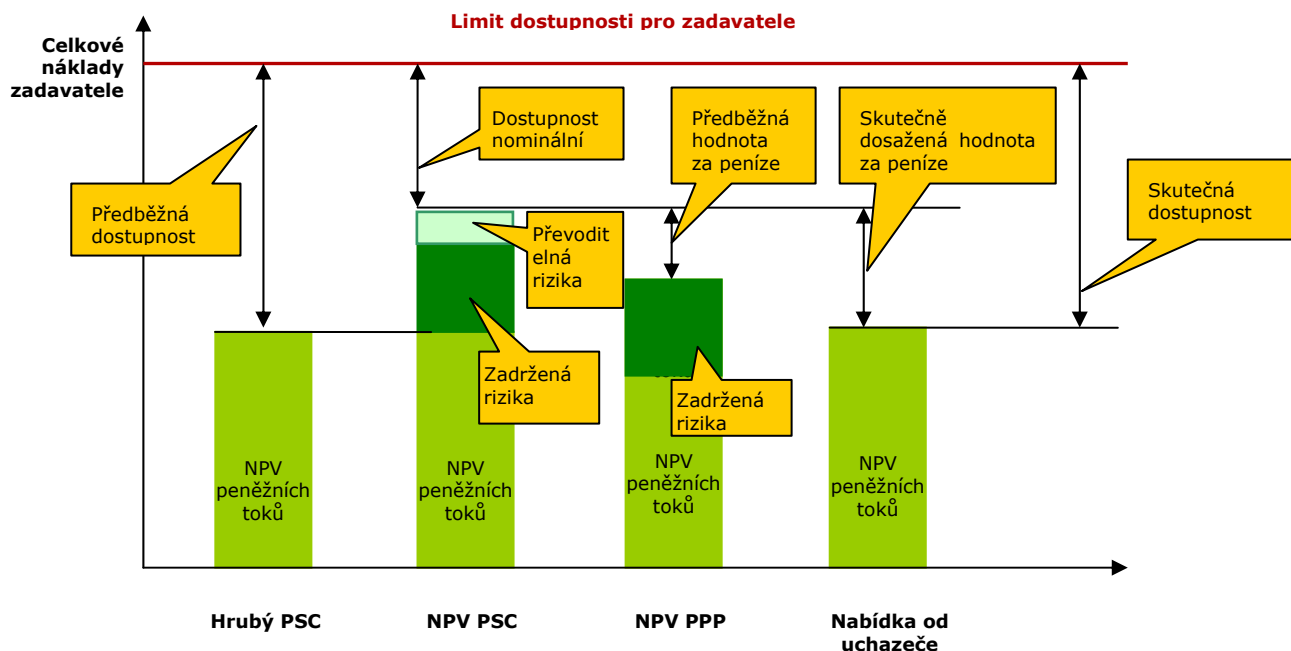 Limit dostupnosti pro zadavatele
Celkové
náklady
zadavatele
Dostupnost
nominální
Předběžná
hodnota
za peníze
Skutečně
dosažená hodnota
za peníze
Předběžná
dostupnost
Skutečná
dostupnost
Převodit
elná
rizika
Zadržená
rizika
Zadržená
rizika
NPV
peněžních
toků
NPV
peněžních
toků
NPV
peněžních
toků
NPV
peněžních
toků
Hrubý PSC
NPV PSC
NPV PPP
Nabídka od
uchazeče